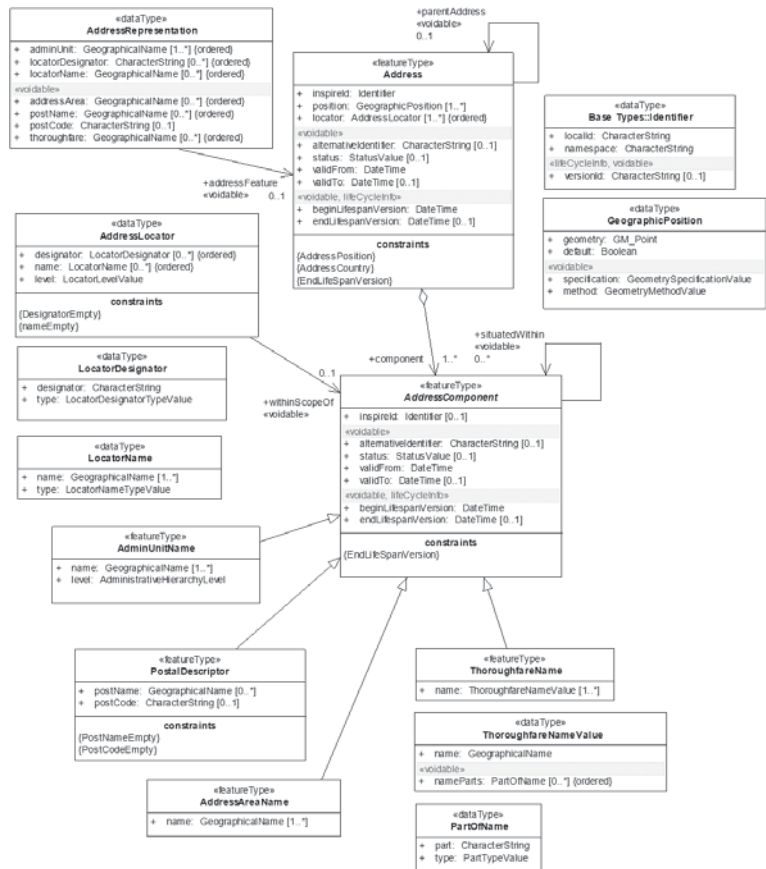 «dataType»
AddressRepresentation
+ adminUnit: GeographicalName [1..*] {ordered}
+ locatorDesignator: CharacterString [0..*] {ordered}
+ locatorName: GeographicalName [0..*] {ordered}
«voidable»
+ addressArea: GeographicalName [0..*] {ordered}
+ postName: GeographicalName [0..*] {ordered}
+ postCode: CharacterString [0..1]
+ thoroughfare: GeographicalName [0..*] {ordered}
+addressFeature
«voidable» 0..1
+parentAddress
«voidable»
0..1
«featureType»
Address
+ inspireId: Identifier
+ position: GeographicPosition [1..*]
+ locator: AddressLocator [1..*] {ordered}
«voidable»
+ alternativeIdentifier: CharacterString [0..1]
+ status: StatusValue [0..1]
+ validFrom: DateTime
+ validTo: DateTime [0..1]
«voidable, lifeCycleInfo»
+ beginLifespanVersion: DateTime
+ endLifespanVersion: DateTime [0..1]
constraints
{AddressPosition}
{AddressCountry}
{EndLifeSpanVersion}
«dataType»
Base Types::Identifier
+ localId: CharacterString
+ namespace: CharacterString
«lifeCycleInfo, voidable»
+ versionId: CharacterString [0..1]
«dataType»
GeographicPosition
+ geometry: GM_Point
+ default: Boolean
«voidable»
+ specification: GeometrySpecificationValue
+ method: GeometryMethodValue
«dataType»
AddressLocator
+ designator: LocatorDesignator [0..*] {ordered}
+ name: LocatorName [0..*] {ordered}
+ level: LocatorLevelValue
constraints
{DesignatorEmpty}
{nameEmpty}
+component 1..*
+situatedWithin
«voidable»
0..*
0..1
+withinScopeOf
«voidable»
«dataType»
LocatorDesignator
+ designator: CharacterString
+ type: LocatorDesignatorTypeValue
«dataType»
LocatorName
+ name: GeographicalName [1..*]
+ type: LocatorNameTypeValue
«featureType»
AddressComponent
+ inspireId: Identifier [0..1]
«voidable»
+ alternativeIdentifier: CharacterString [0..1]
+ status: StatusValue [0..1]
+ validFrom: DateTime
+ validTo: DateTime [0..1]
«voidable, lifeCycleInfo»
+ beginLifespanVersion: DateTime
+ endLifespanVersion: DateTime [0..1]
constraints
{EndLifeSpanVersion}
«featureType»
AdminUnitName
+ name: GeographicalName [1..*]
+ level: AdministrativeHierarchyLevel
«featureType»
PostalDescriptor
+ postName: GeographicalName [0..*]
+ postCode: CharacterString [0..1]
constraints
{PostNameEmpty}
{PostCodeEmpty}
«featureType»
ThoroughfareName
+ name: ThoroughfareNameValue [1..*]
«dataType»
ThoroughfareNameValue
+ name: GeographicalName
«voidable»
+ nameParts: PartOfName [0..*] {ordered}
«featureType»
AddressAreaName
+ name: GeographicalName [1..*]
«dataType»
PartOfName
+ part: CharacterString
+ type: PartTypeValue